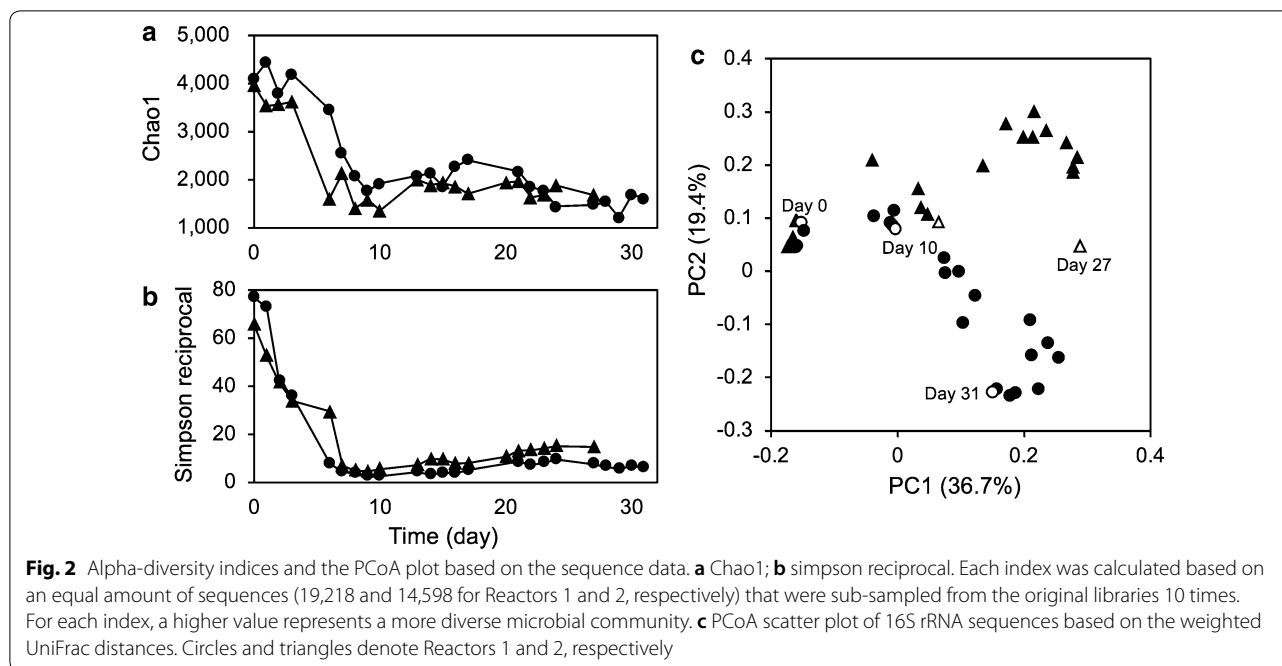 a
5,000
4,000
3,000
2,000
1,000
Chao1
0
10
20
30
b
80
60
40
20
0
Simpson reciprocal
0
10
20
30
Time (day)
c
0.4
0.3
0.2
0.1
0
-0.1
-0.2
-0.3
PC2 (19.4%)
Day 0
Day 10
Day 27
Day 31
-0.2
0
0.2
0.4
PC1 (36.7%)
Fig. 2 Alpha-diversity indices and the PCoA plot based on the sequence data. a Chao1; b simpson reciprocal. Each index was calculated based on
an equal amount of sequences (19,218 and 14,598 for Reactors 1 and 2, respectively) that were sub-sampled from the original libraries 10 times.
For each index, a higher value represents a more diverse microbial community. c PCoA scatter plot of 16S rRNA sequences based on the weighted
UniFrac distances. Circles and triangles denote Reactors 1 and 2, respectively